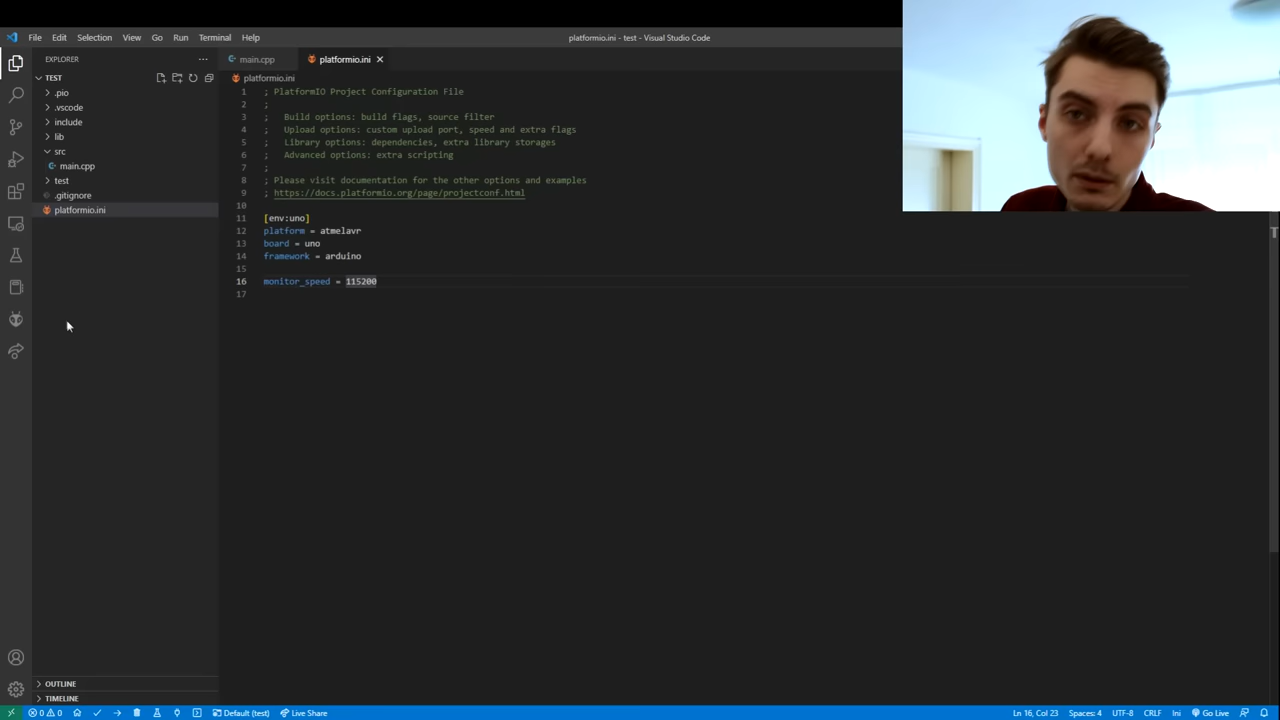 File Edit Selection View Go Run Terminal Help
platformio.ini - test - Visual Studio Code
EXPLORER
TEST
.pio
.vscode
include
lib
src
main.cpp
test
.gitignore
platformio.ini
OUTLINE
TIMELINE
main.cpp platformio.ini
platformio.ini
1 ; PlatformIO Project Configuration File
2 ;
3 ; Build options: build flags, source filter
4 ; Upload options: custom upload port, speed and extra flags
5 ; Library options: dependencies, extra library storages
6 ; Advanced options: extra scripting
7 ;
8 ; Please visit documentation for the other options and examples
9 ; https://docs.platformio.org/page/projectconf.html
10
11 [env:uno]
12 platform = atmelavr
13 board = uno
14 framework = arduino
15
16 monitor_speed = 115200
17
0 0 Default (test) Live Share Ln 16, Col 23 Spaces: 4 UTF-8 CRLF Ini Go Live